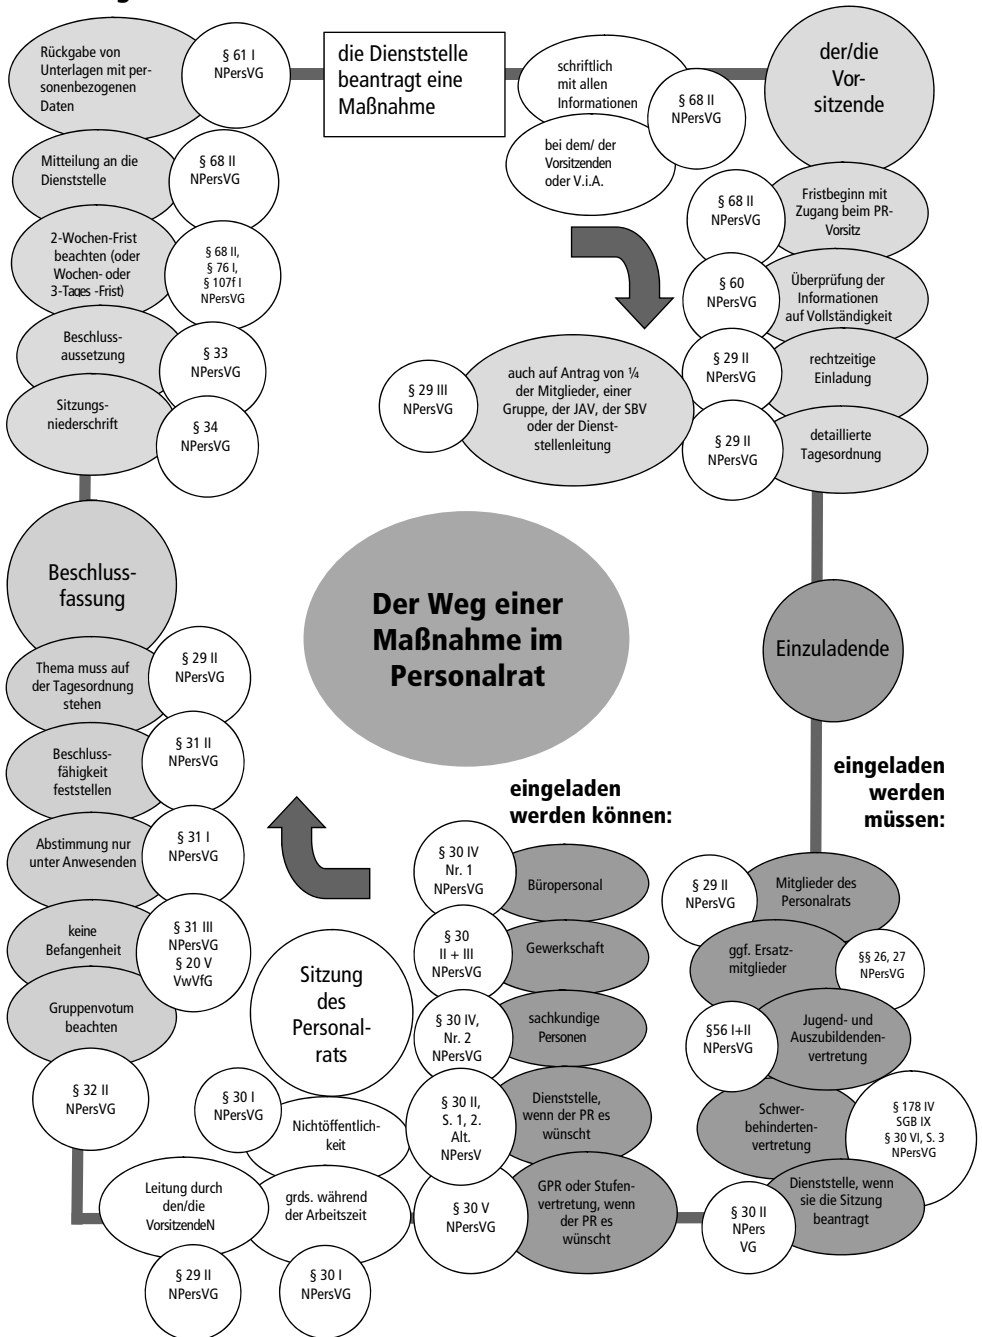 die Dienststelle
beantragt eine
Maßnahme
schriftlich
mit allen
Informationen
§ 68 II
NPersVG
bei dem/ der
Vorsitzenden
oder V.i.A.
der/die
Vor-
sitzende
§ 68 II
NPersVG
Fristbeginn mit
Zugang beim PR-
Vorsitz
§ 60
NPersVG
Überprüfung der
Informationen
auf Vollständigkeit
§ 29 II
NPersVG
rechtzeitige
Einladung
§ 29 II
NPersVG
detaillierte
Tagesordnung
§ 29 III
NPersVG
auch auf Antrag von ¼
der Mitglieder, einer
Gruppe, der JAV, der SBV
oder der Dienst-
stellenleitung
Einzuladende
eingeladen
werden
müssen:
§ 29 II
NPersVG
Mitglieder des
Personalrats
ggf. Ersatz-
mitglieder
§§ 26, 27
NPersVG
§56 I+II
NPersVG
Jugend- und
Auszubildenden-
vertretung
Schwer-
behinderten-
vertretung
§ 178 IV
SGB IX
§ 30 VI, S. 3
NPersVG
§ 30 II
NPers
VG
Dienststelle, wenn
sie die Sitzung
beantragt
eingeladen
werden können:
§ 30 IV
Nr. 1
NPersVG
Büropersonal
§ 30
II + III
NPersVG
Gewerkschaft
§ 30 IV,
Nr. 2
NPersVG
sachkundige
Personen
§ 30 II,
S. 1, 2.
Alt.
NPersV
Dienststelle,
wenn der PR es
wünscht
§ 30 V
NPersVG
GPR oder Stufen-
vertretung, wenn
der PR es
wünscht
Sitzung
des
Personal-
rats
§ 30 I
NPersVG
Nichtöffentlich-
keit
grds. während
der Arbeitszeit
§ 30 I
NPersVG
Leitung durch
den/die
VorsitzendeN
§ 29 II
NPersVG
Beschluss-
fassung
Thema muss auf
der Tagesordnung
stehen
§ 29 II
NPersVG
Beschluss-
fähigkeit
feststellen
§ 31 II
NPersVG
Abstimmung nur
unter Anwesenden
§ 31 I
NPersVG
keine
Befangenheit
§ 31 III
NPersVG
§ 20 V
VwVfG
Gruppenvotum
beachten
§ 32 II
NPersVG
Rückgabe von
Unterlagen mit per-
sonenbezogenen
Daten
§ 61 I
NPersVG
Mitteilung an die
Dienststelle
§ 68 II
NPersVG
2-Wochen-Frist
beachten (oder
Wochen- oder
3-Tages -Frist)
§ 68 II,
§ 76 I,
§ 107f I
NPersVG
Beschluss-
aussetzung
§ 33
NPersVG
Sitzungs-
niederschrift
§ 34
NPersVG
Der Weg einer
Maßnahme im
Personalrat